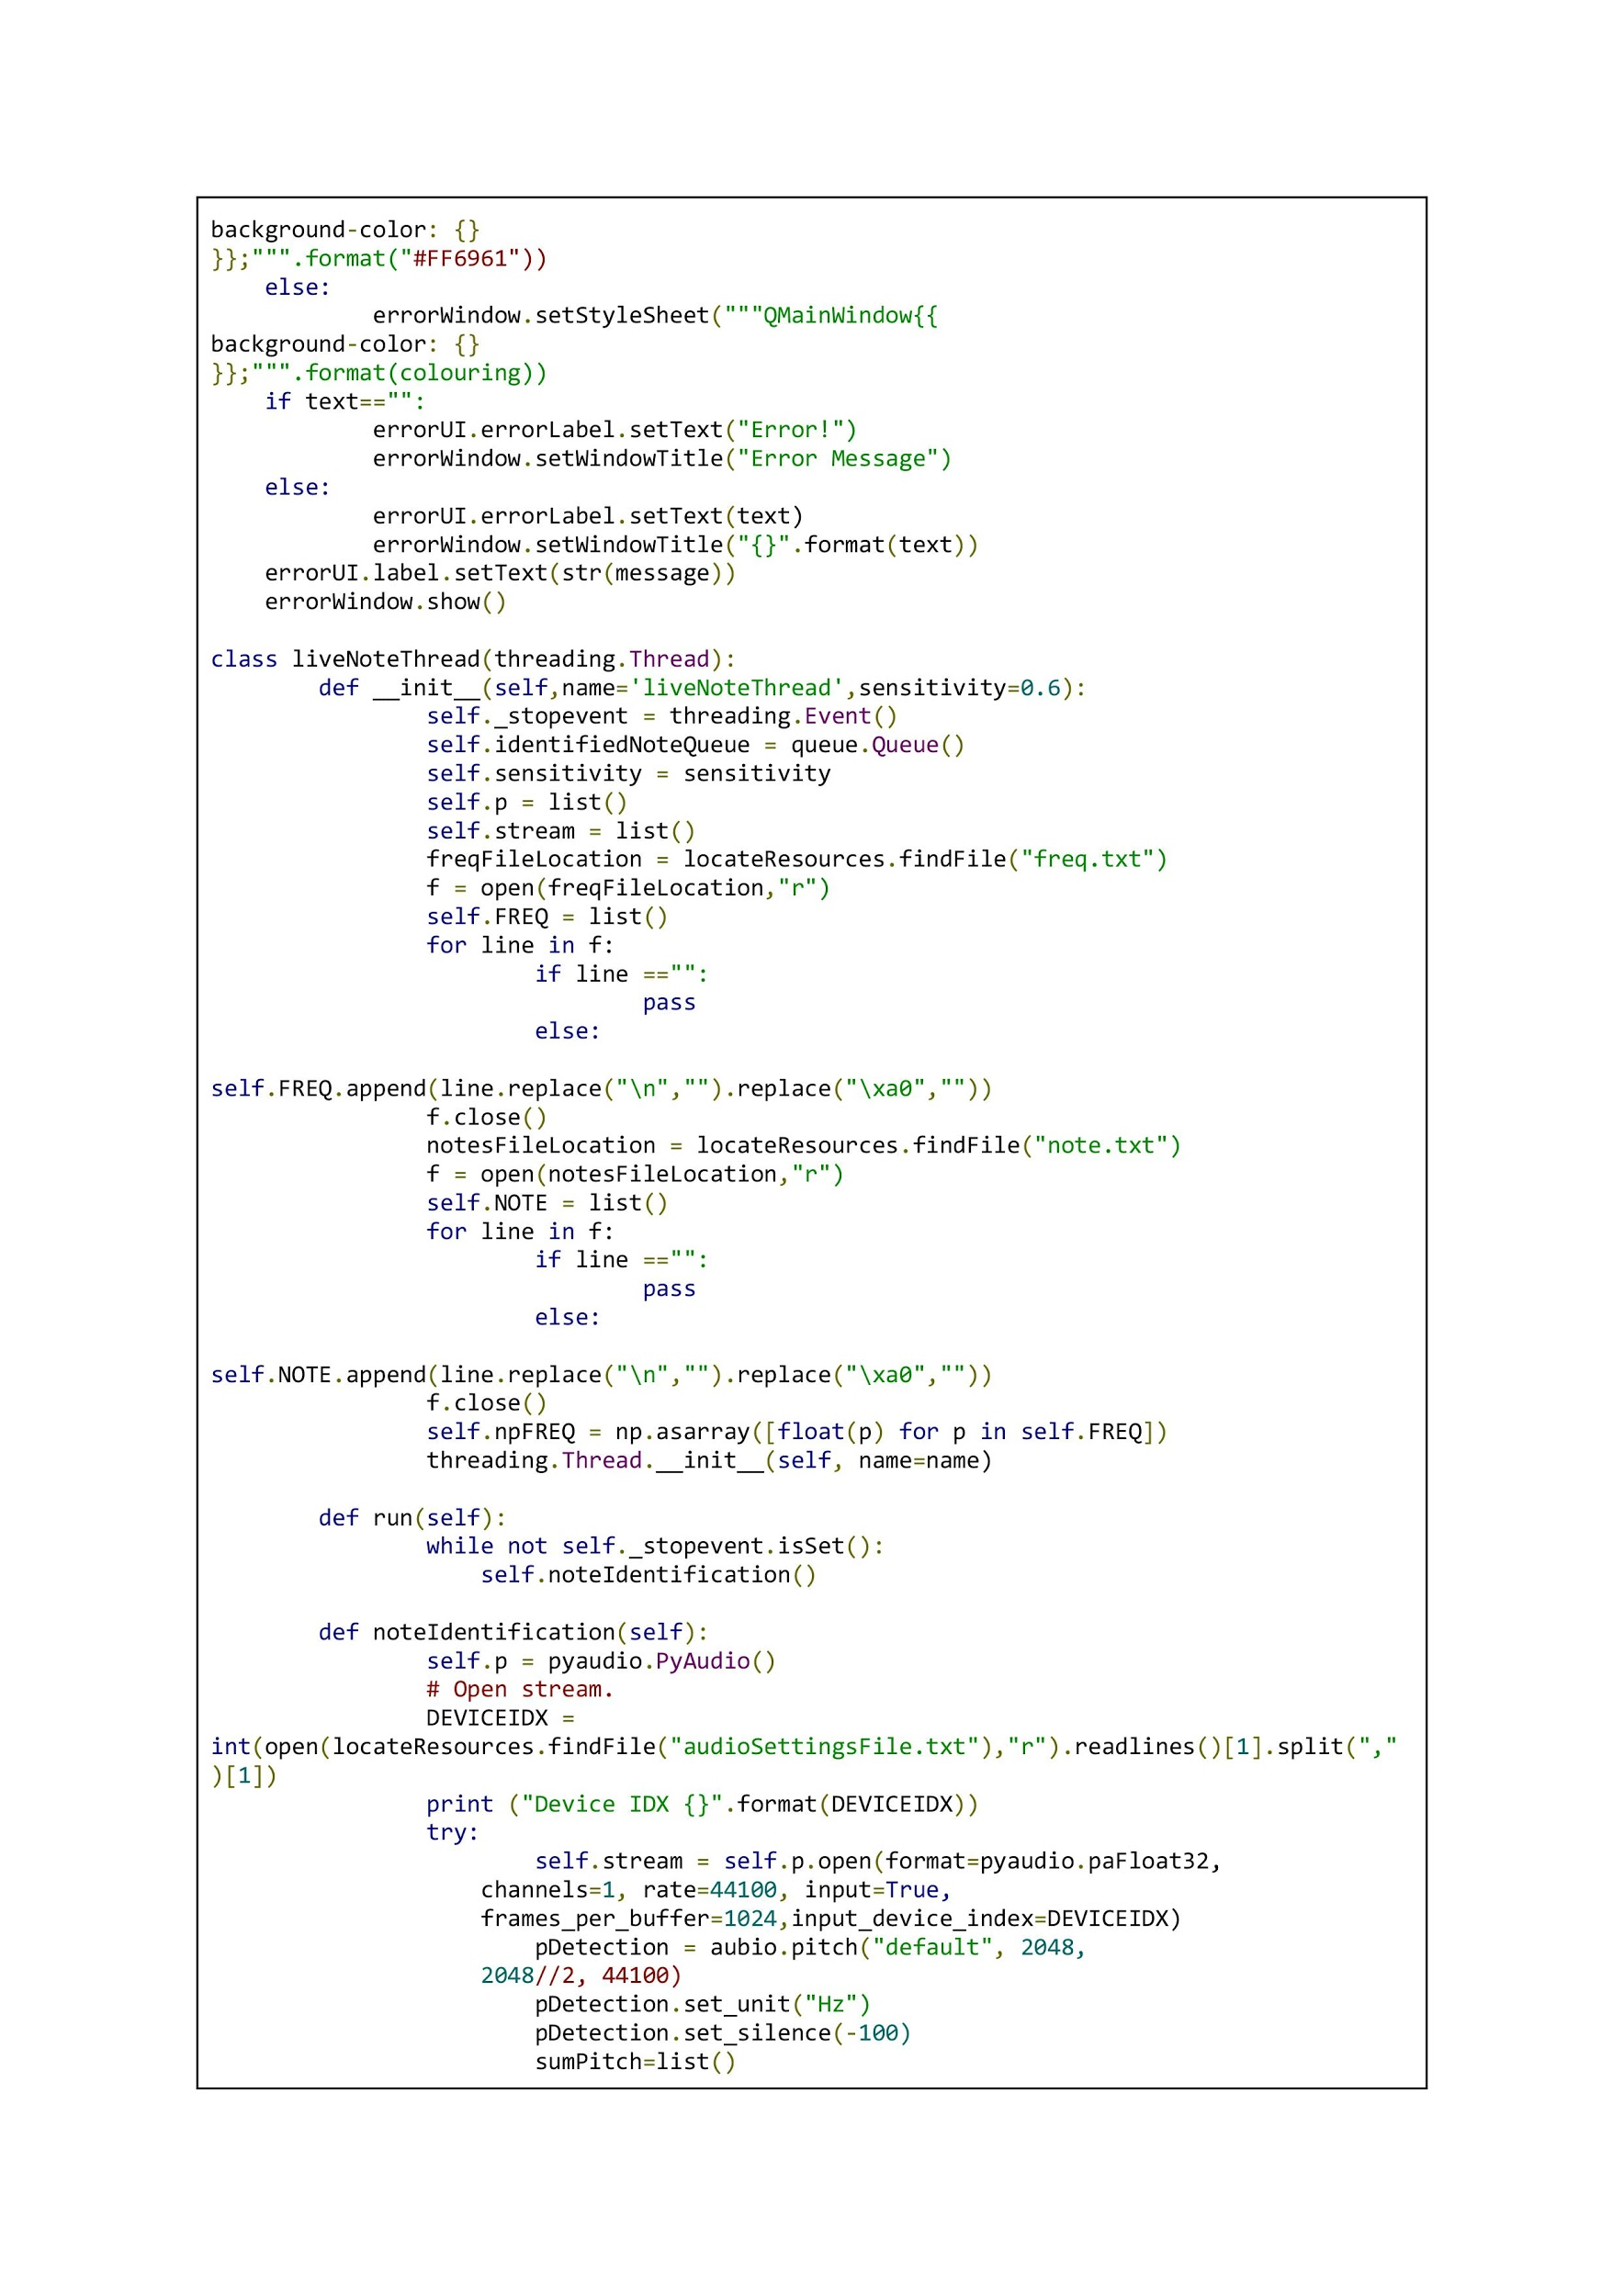 background-color: {}
}};""".format("#FF6961"))
    else:
            errorWindow.setStyleSheet("""QMainWindow{{
background-color: {}
}};""".format(colouring))
    if text=="":
            errorUI.errorLabel.setText("Error!")
            errorWindow.setWindowTitle("Error Message")
    else:
            errorUI.errorLabel.setText(text)
            errorWindow.setWindowTitle("{}".format(text))
    errorUI.label.setText(str(message))
    errorWindow.show()

class liveNoteThread(threading.Thread):
        def __init__(self,name='liveNoteThread',sensitivity=0.6):
                self._stopevent = threading.Event()
                self.identifiedNoteQueue = queue.Queue()
                self.sensitivity = sensitivity
                self.p = list()
                self.stream = list()
                freqFileLocation = locateResources.findFile("freq.txt")
                f = open(freqFileLocation,"r")
                self.FREQ = list()
                for line in f:
                        if line =="":
                                pass
                        else:

self.FREQ.append(line.replace("\n","").replace("\xa0",""))
                f.close()
                notesFileLocation = locateResources.findFile("note.txt")
                f = open(notesFileLocation,"r")
                self.NOTE = list()
                for line in f:
                        if line =="":
                                pass
                        else:

self.NOTE.append(line.replace("\n","").replace("\xa0",""))
                f.close()
                self.npFREQ = np.asarray([float(p) for p in self.FREQ])
                threading.Thread.__init__(self, name=name)

        def run(self):
                while not self._stopevent.isSet():
                    self.noteIdentification()

        def noteIdentification(self):
                self.p = pyaudio.PyAudio()
                # Open stream.
                DEVICEIDX =
int(open(locateResources.findFile("audioSettingsFile.txt"),"r").readlines()[1].split(","
)[1])
                print ("Device IDX {}".format(DEVICEIDX))
                try:
                        self.stream = self.p.open(format=pyaudio.paFloat32,
                    channels=1, rate=44100, input=True,
                    frames_per_buffer=1024,input_device_index=DEVICEIDX)
                        pDetection = aubio.pitch("default", 2048,
                    2048//2, 44100)
                        pDetection.set_unit("Hz")
                        pDetection.set_silence(-100)
                        sumPitch=list()